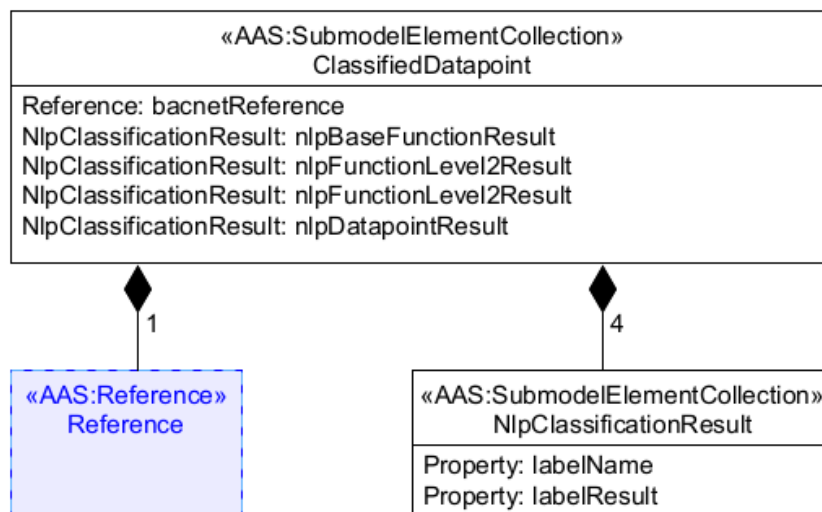 «AAS:SubmodelElementCollection»
ClassifiedDatapoint
Reference: bacnetReference
NlpClassificationResult: nlpBaseFunctionResult
NlpClassificationResult: nlpFunctionLevel2Result
NlpClassificationResult: nlpFunctionLevel2Result
NlpClassificationResult: nlpDatapointResult
1
4
«AAS:Reference»
Reference
«AAS:SubmodelElementCollection»
NlpClassificationResult
Property: labelName
Property: labelResult